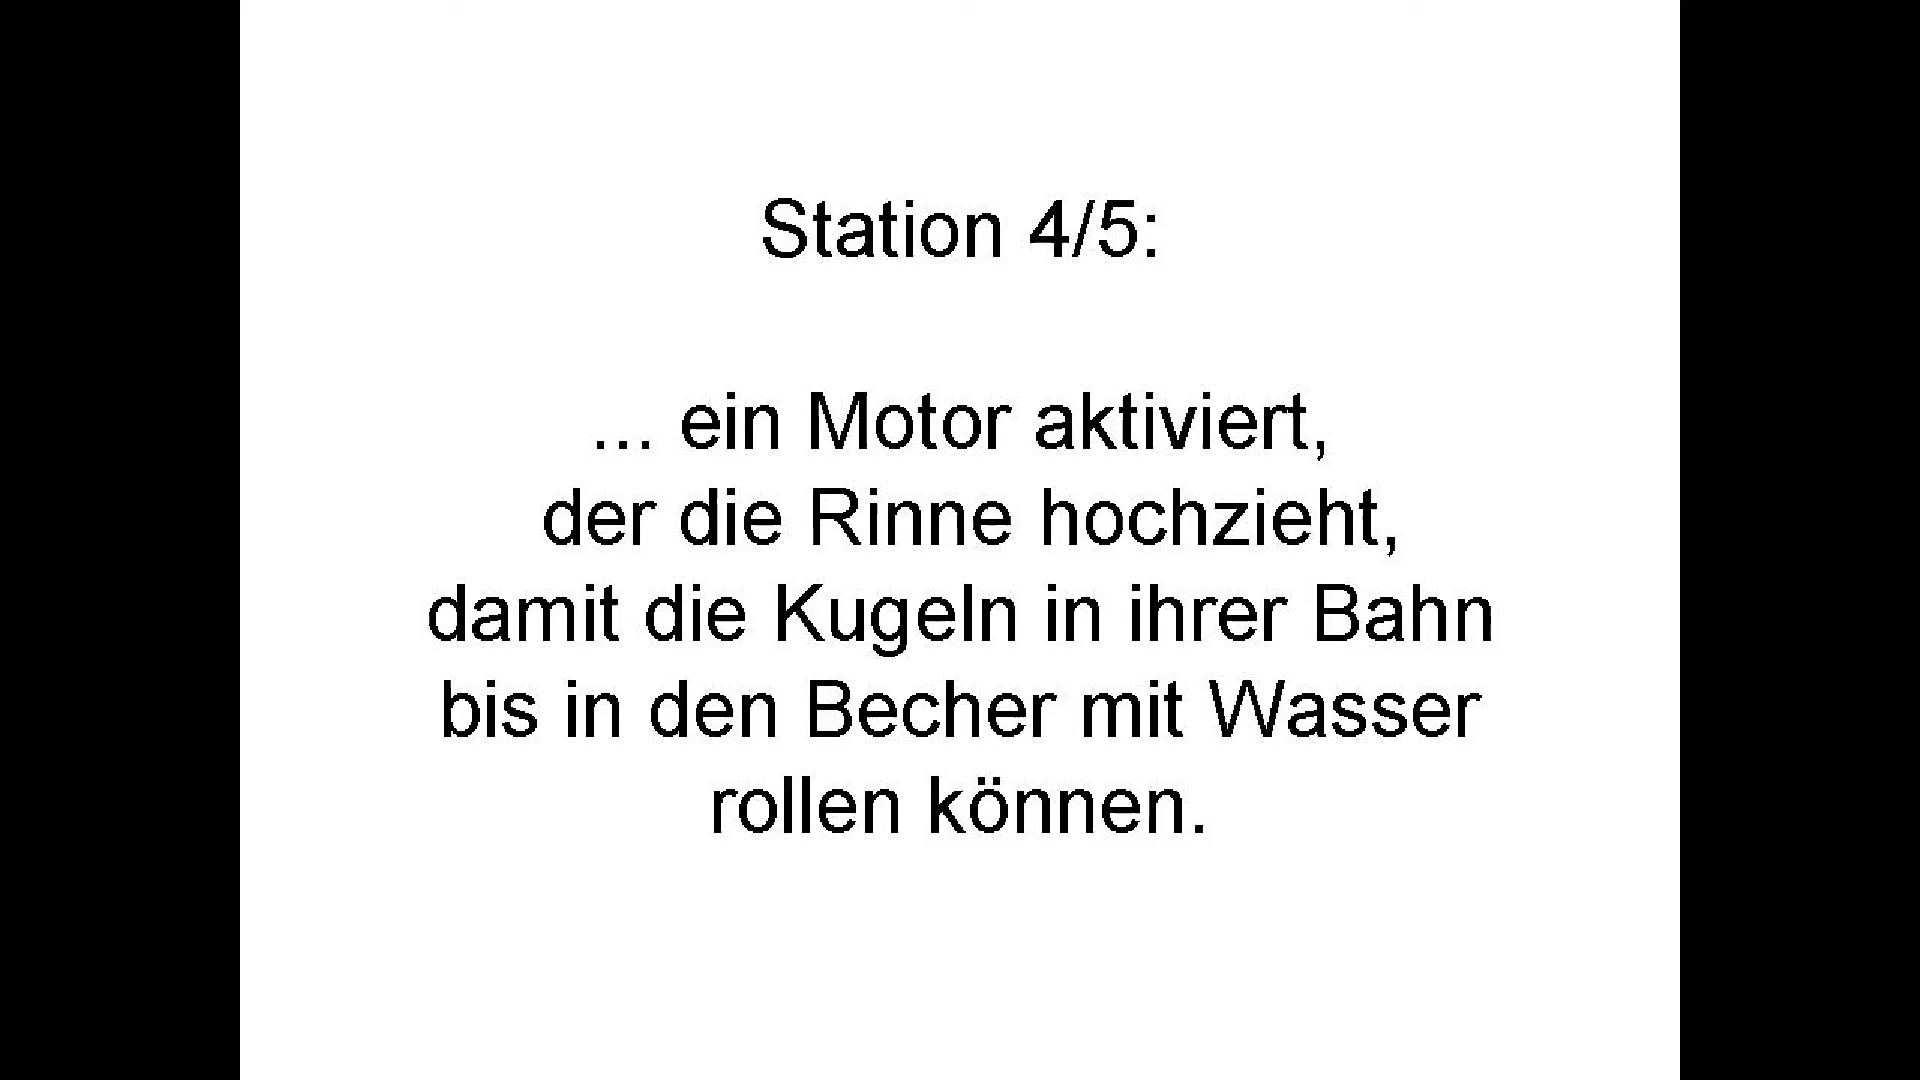 Station 4/5:
... ein Motor aktiviert,
der die Rinne hochzieht,
damit die Kugeln in ihrer Bahn
bis in den Becher mit Wasser
rollen können.